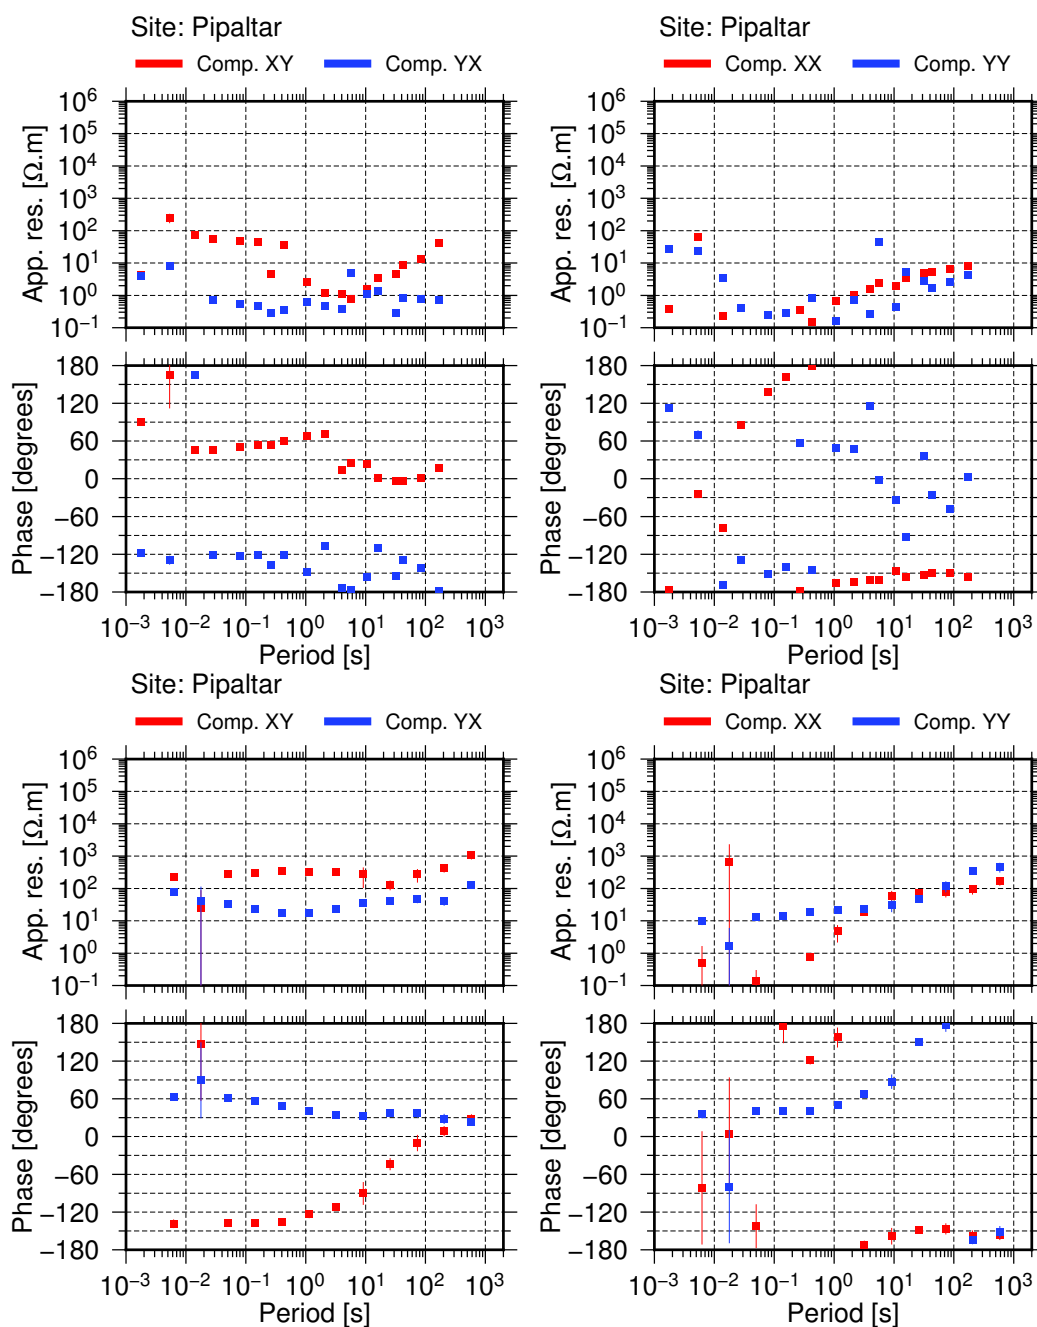 Site: Pipaltar
Comp. XY Comp. YX
10⁶
10⁵
10⁴
10³
10²
10¹
10⁰
10⁻¹
App. res. [Ω.m]
180
120
60
0
−60
−120
−180
Phase [degrees]
10⁻³ 10⁻² 10⁻¹ 10⁰ 10¹ 10² 10³
Period [s]
Site: Pipaltar
Comp. XX Comp. YY
10⁶
10⁵
10⁴
10³
10²
10¹
10⁰
10⁻¹
App. res. [Ω.m]
180
120
60
0
−60
−120
−180
Phase [degrees]
10⁻³ 10⁻² 10⁻¹ 10⁰ 10¹ 10² 10³
Period [s]
Site: Pipaltar
Comp. XY Comp. YX
10⁶
10⁵
10⁴
10³
10²
10¹
10⁰
10⁻¹
App. res. [Ω.m]
180
120
60
0
−60
−120
−180
Phase [degrees]
10⁻³ 10⁻² 10⁻¹ 10⁰ 10¹ 10² 10³
Period [s]
Site: Pipaltar
Comp. XX Comp. YY
10⁶
10⁵
10⁴
10³
10²
10¹
10⁰
10⁻¹
App. res. [Ω.m]
180
120
60
0
−60
−120
−180
Phase [degrees]
10⁻³ 10⁻² 10⁻¹ 10⁰ 10¹ 10² 10³
Period [s]